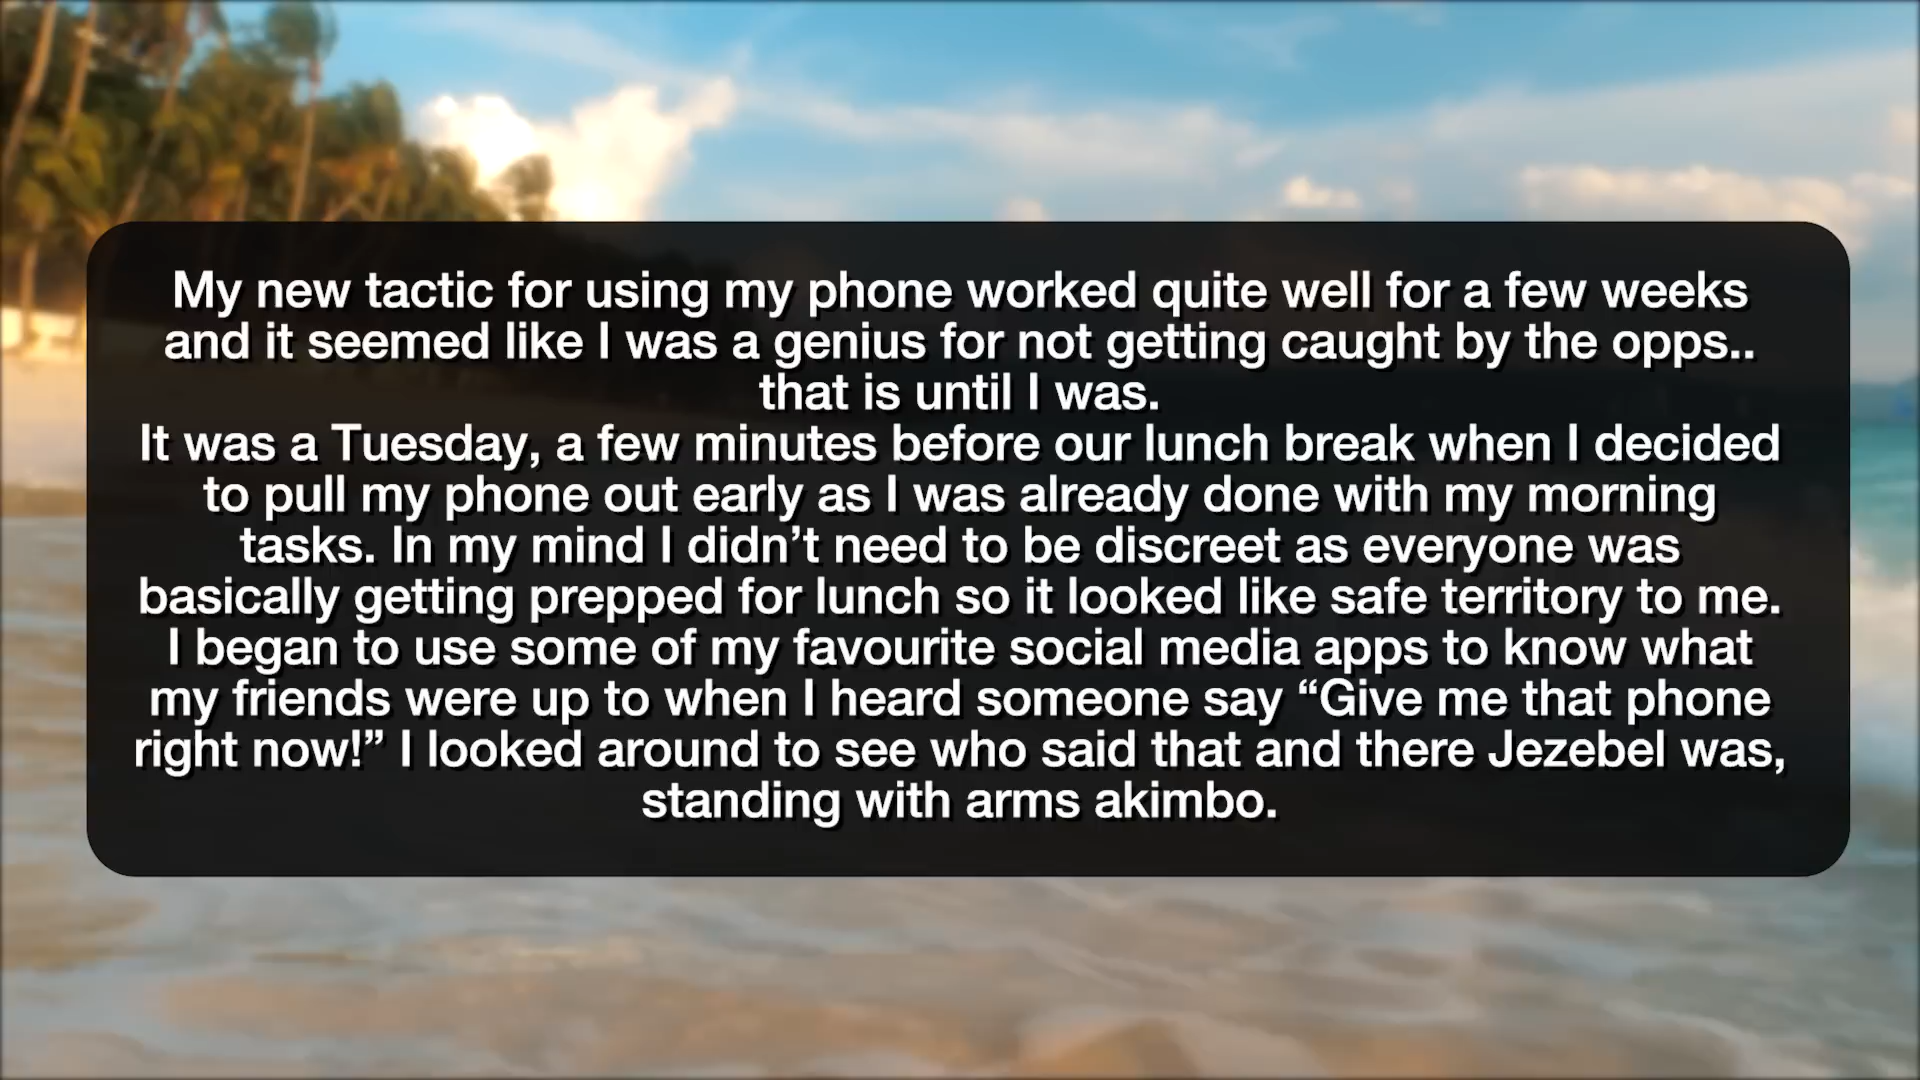 My new tactic for using my phone worked quite well for a few weeks
and it seemed like I was a genius for not getting caught by the opps..
that is until I was.
It was a Tuesday, a few minutes before our lunch break when I decided
to pull my phone out early as I was already done with my morning
tasks. In my mind I didn’t need to be discreet as everyone was
basically getting prepped for lunch so it looked like safe territory to me.
I began to use some of my favourite social media apps to know what
my friends were up to when I heard someone say “Give me that phone
right now!” I looked around to see who said that and there Jezebel was,
standing with arms akimbo.